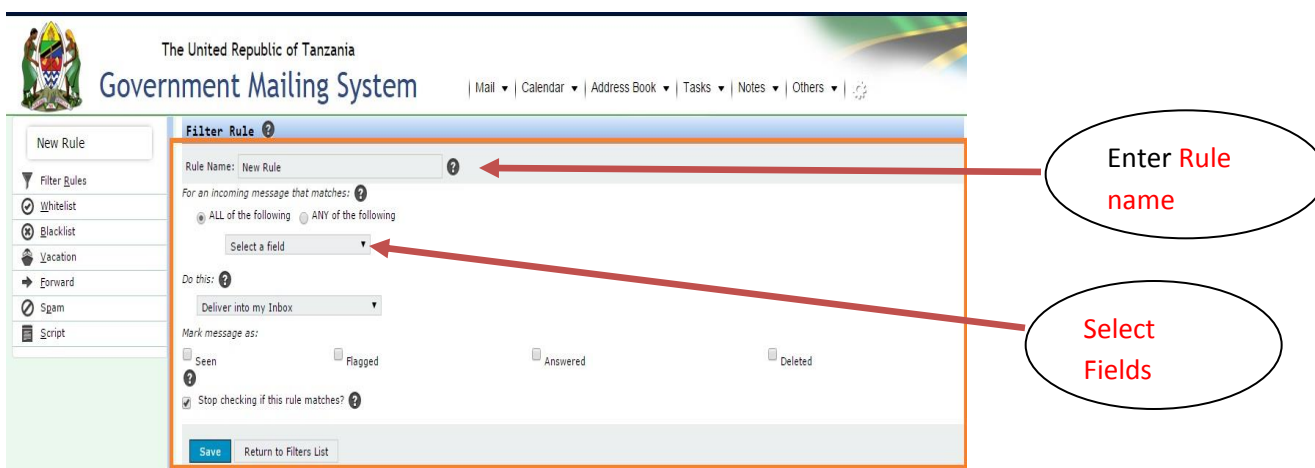 The United Republic of Tanzania
Government Mailing System
| Mail ▾ | Calendar ▾ | Address Book ▾ | Tasks ▾ | Notes ▾ | Others ▾ |
New Rule
Filter Rules
Whitelist
Blacklist
Vacation
Forward
Spam
Script
Filter Rule ?
Rule Name: New Rule ?
For an incoming message that matches: ?
ALL of the following ANY of the following
Select a field ▾
Do this: ?
Deliver into my Inbox ▾
Mark message as:
Seen Flagged Answered Deleted
?
Stop checking if this rule matches? ?
Save Return to Filters List
Enter Rule
name
Select
Fields